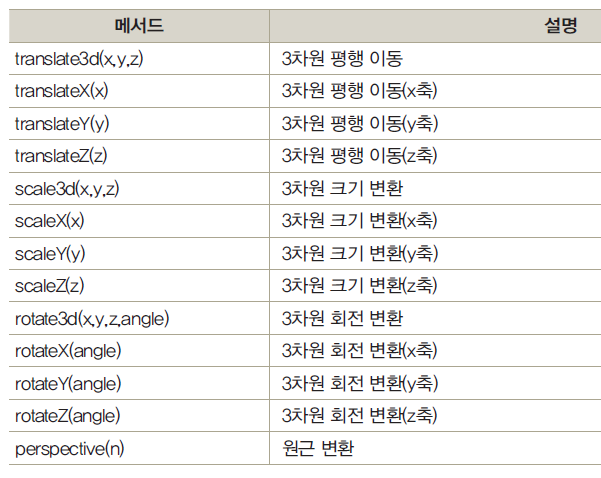 메서드 설명
translate3d(x,y,z) 3차원 평행 이동
translateX(x) 3차원 평행 이동(x축)
translateY(y) 3차원 평행 이동(y축)
translateZ(z) 3차원 평행 이동(z축)
scale3d(x,y,z) 3차원 크기 변환
scaleX(x) 3차원 크기 변환(x축)
scaleY(y) 3차원 크기 변환(y축)
scaleZ(z) 3차원 크기 변환(z축)
rotate3d(x,y,z,angle) 3차원 회전 변환
rotateX(angle) 3차원 회전 변환(x축)
rotateY(angle) 3차원 회전 변환(y축)
rotateZ(angle) 3차원 회전 변환(z축)
perspective(n) 원근 변환